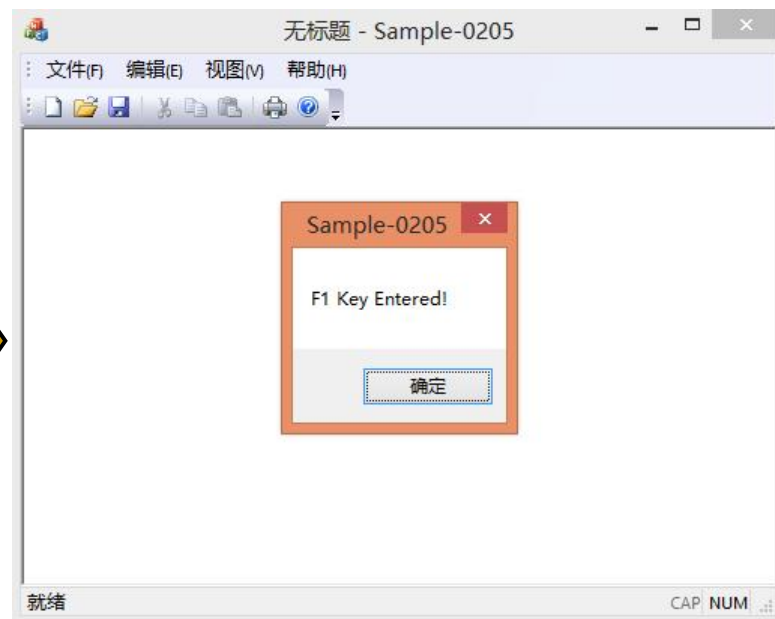 无标题 - Sample-0205
文件(F) 编辑(E) 视图(V) 帮助(H)
Sample-0205
F1 Key Entered!
确定
就绪 CAP NUM